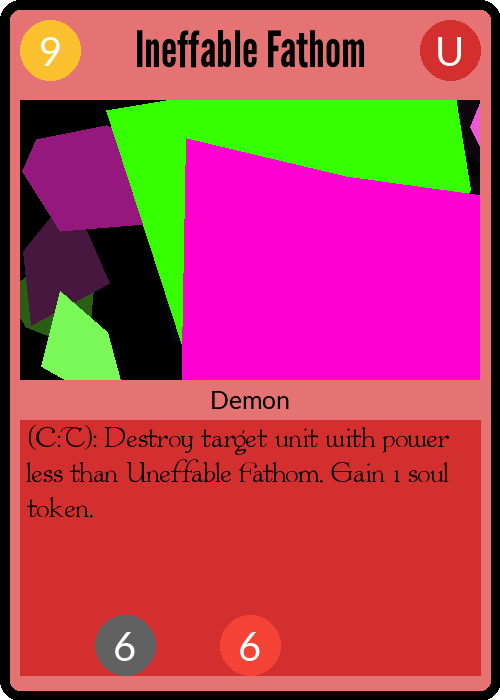 9
Ineffable Fathom
U
Demon
(C:T): Destroy target unit with power
less than Uneffable Fathom. Gain 1 soul
token.
6
6